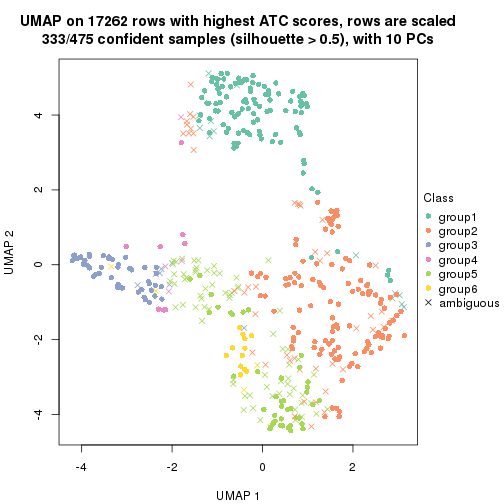 UMAP on 17262 rows with highest ATC scores, rows are scaled
333/475 confident samples (silhouette > 0.5), with 10 PCs
4
2
0
-2
-4
UMAP 2
-4
-2
0
2
UMAP 1
Class
group1
group2
group3
group4
group5
group6
ambiguous